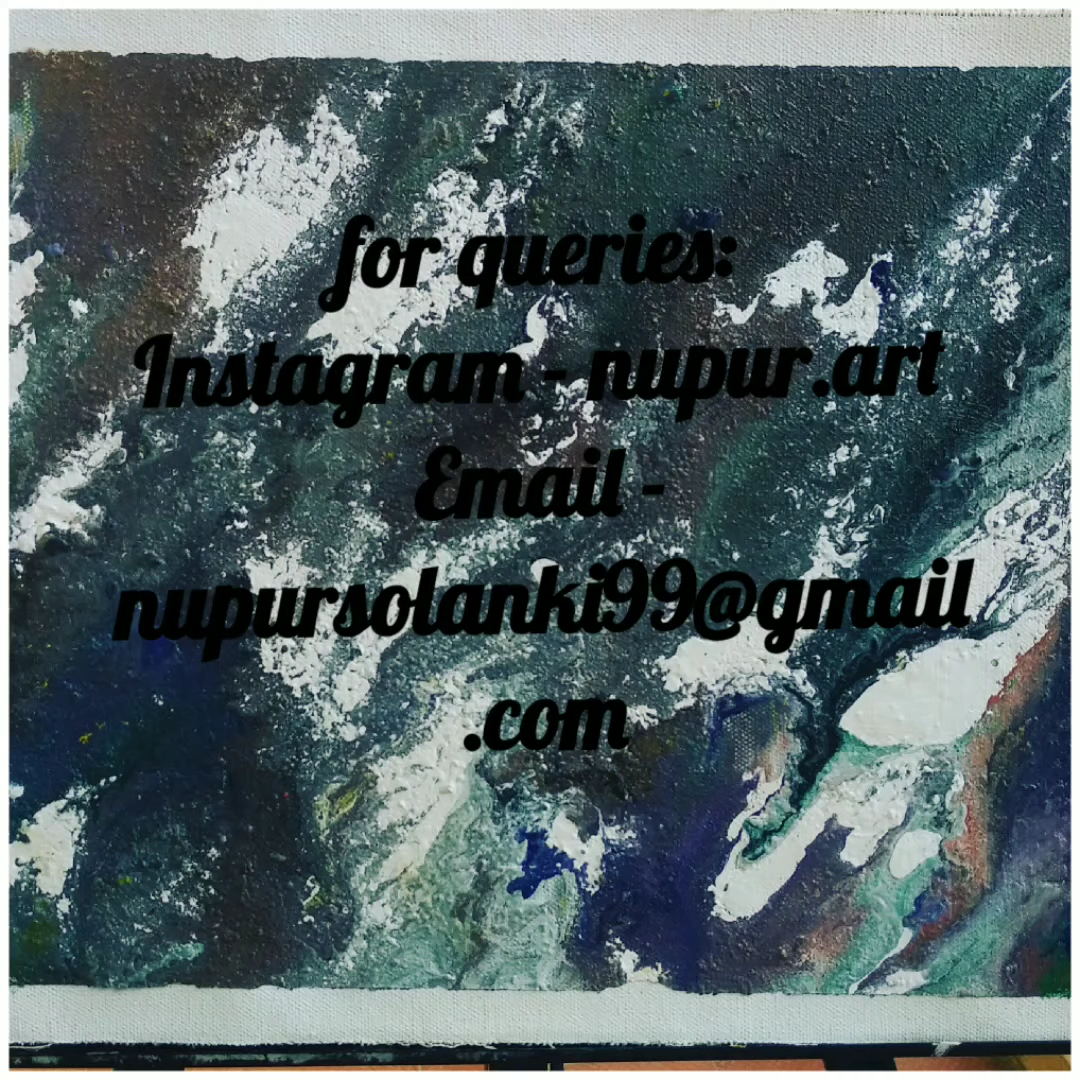 for queries:
Instagram - nupur.art
Email -
nupursolanki99@gmail
.com